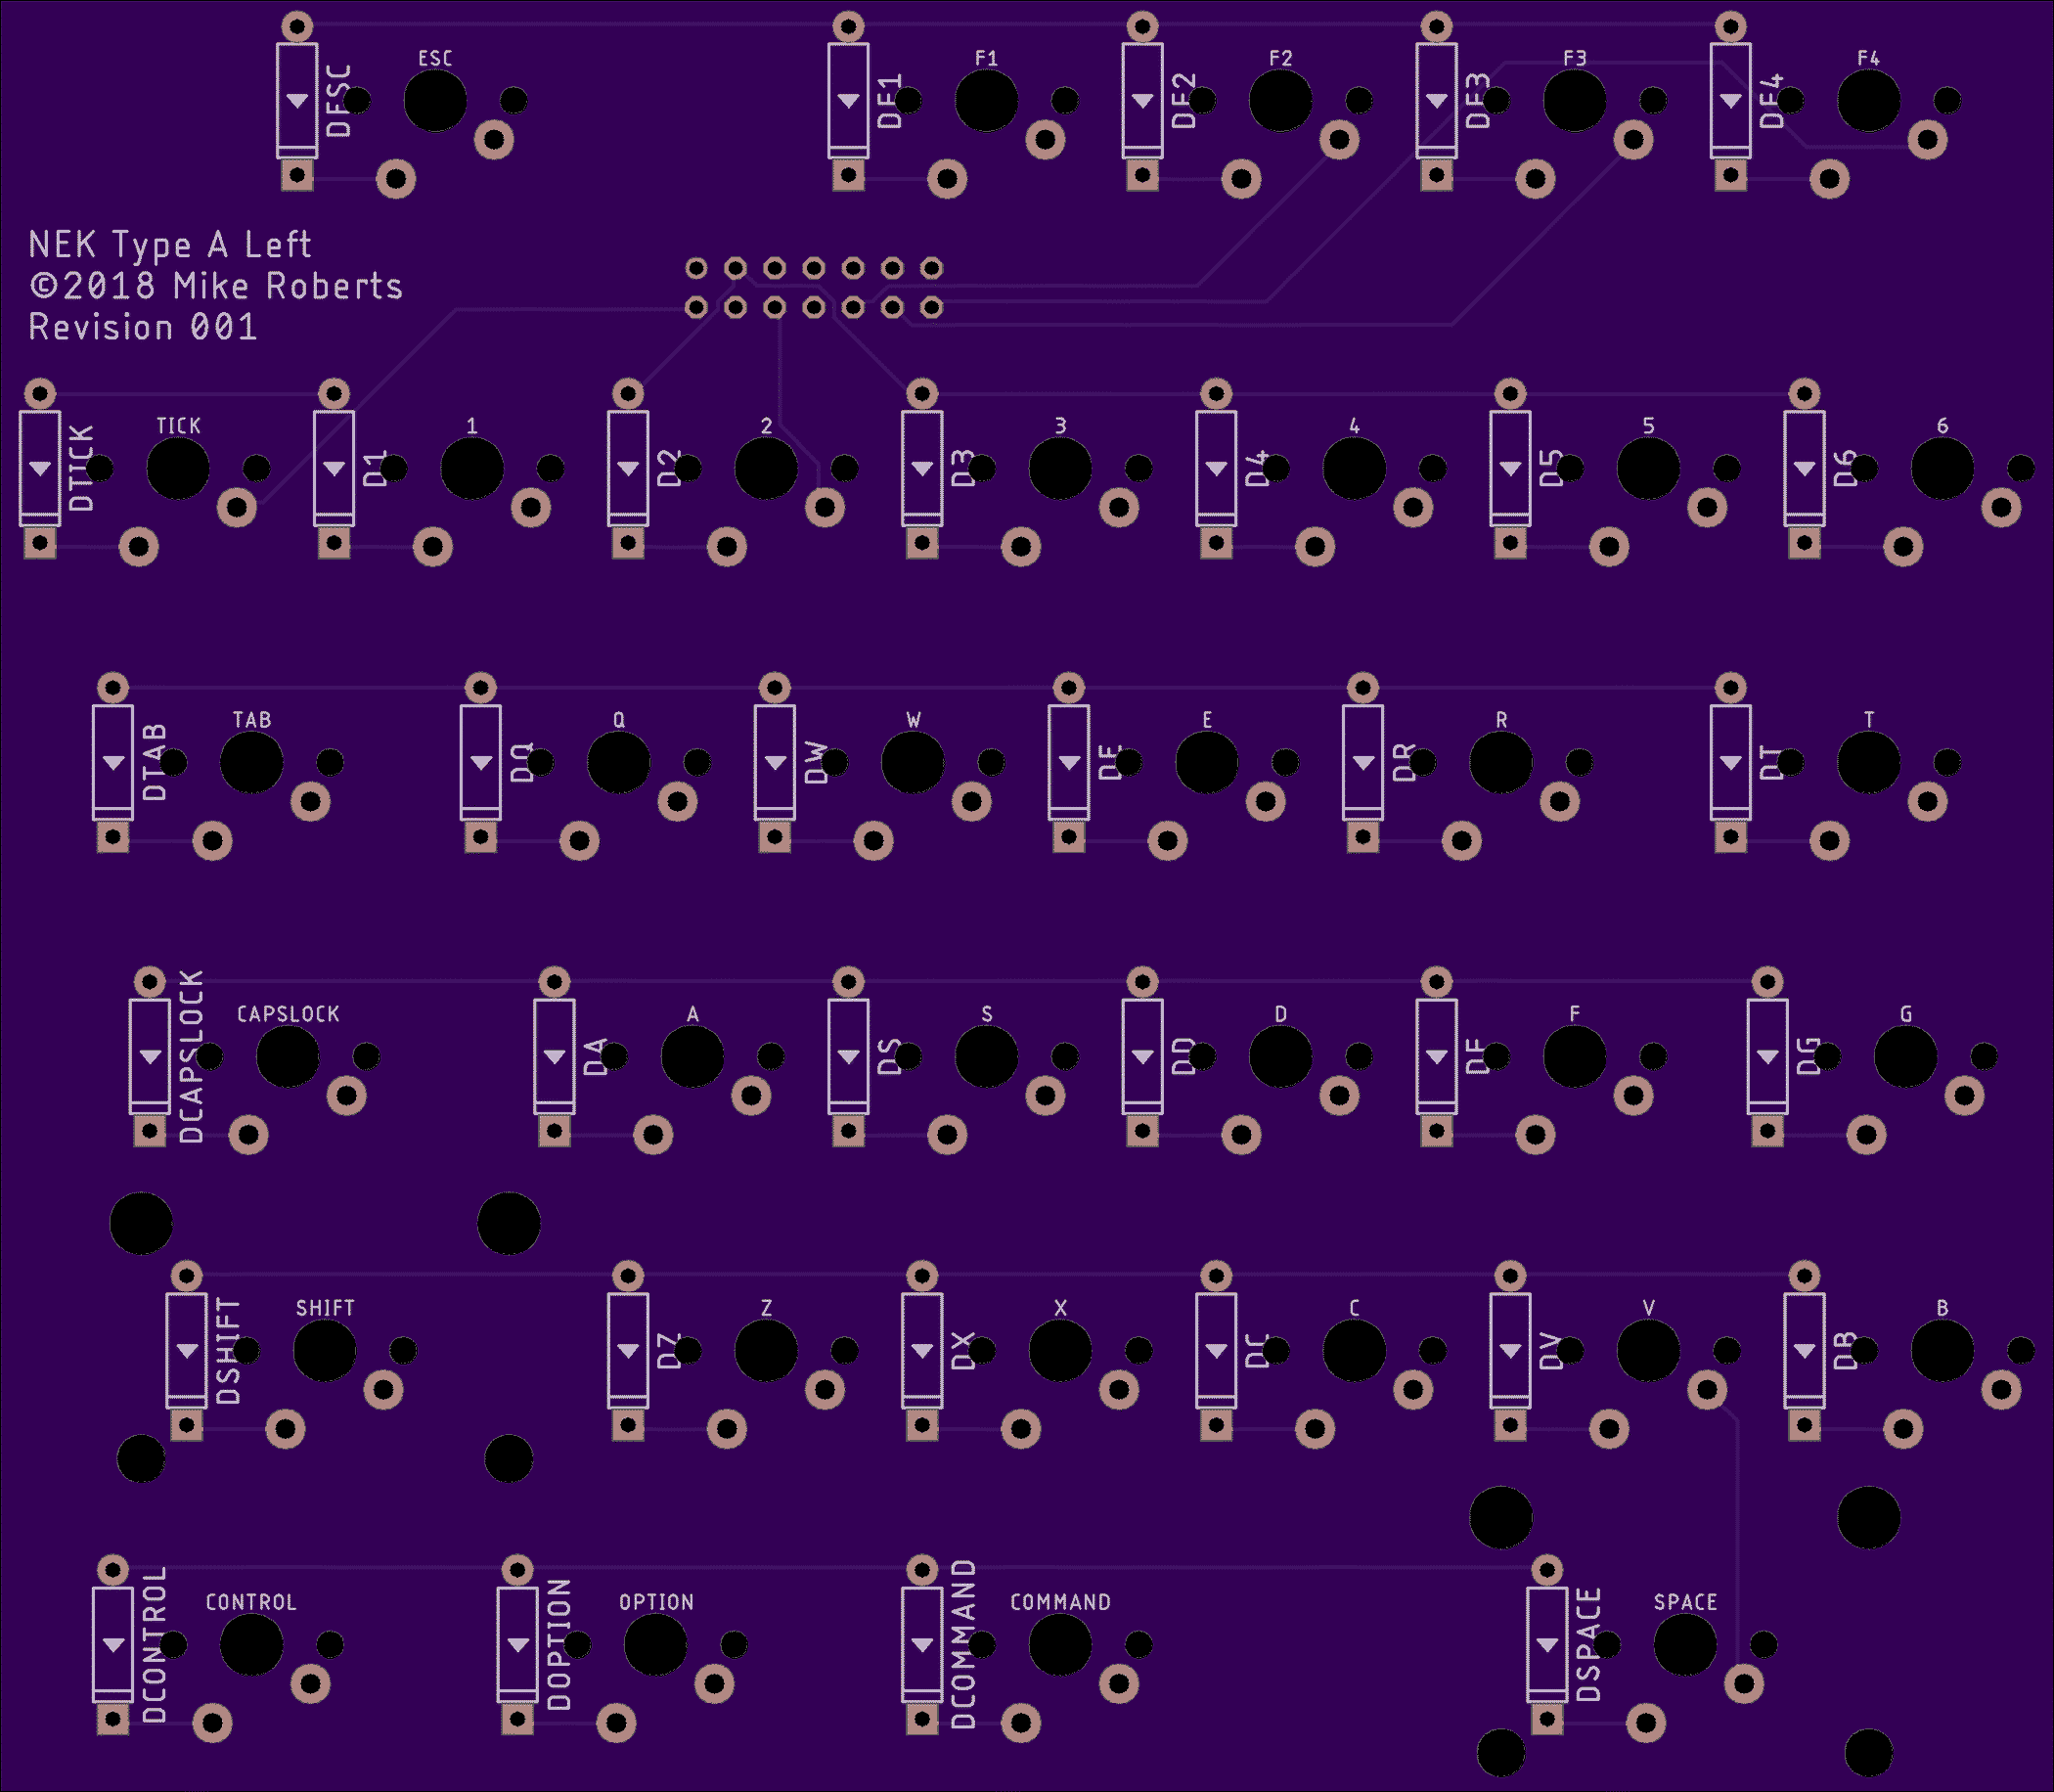 ESC F1 F2 F3 F4
DESC DF1 DF2 DF3 DF4
NEK Type A Left
©2018 Mike Roberts
Revision 001
TICK 1 2 3 4 5 6
DTICK D1 D2 D3 D4 D5 D6
TAB Q W E R T
DTAB DQ DW DE DR DT
CAPSLOCK A S D F G
DCAPSLOCK DA DS DD DF DG
SHIFT Z X C V B
DSHIFT DZ DX DC DV DB
CONTROL OPTION COMMAND SPACE
DCONTROL DOPTION DCOMMAND DSPACE